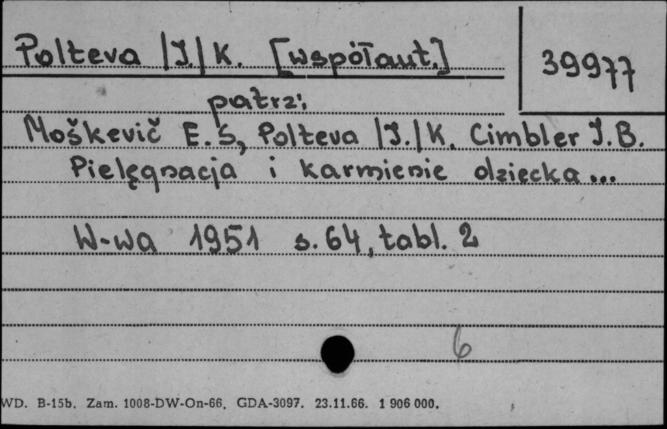 Polteva /J./ K. [współaut.]
39977
patrz:
Moškevič E.S., Polteva /J./K. Cimbler J.B.
Pielęgnacja i karmienie dziecka...
W-wa 1951 s. 64, tabl. 2
6
WD. B-15b. Zam. 1008-DW-On-66. GDA-3097. 23.11.66. 1 906 000.